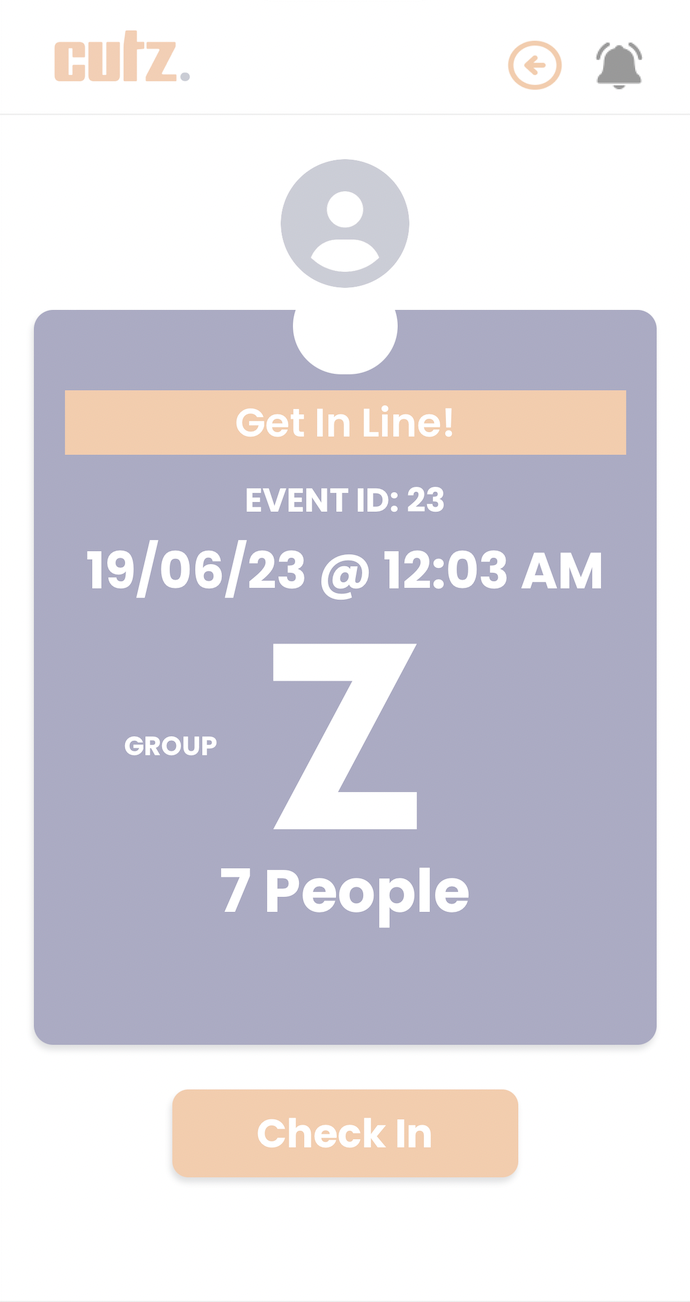 cutz.
Get In Line!
EVENT ID: 23
19/06/23 @ 12:03 AM
GROUP
Z
7 People
Check In